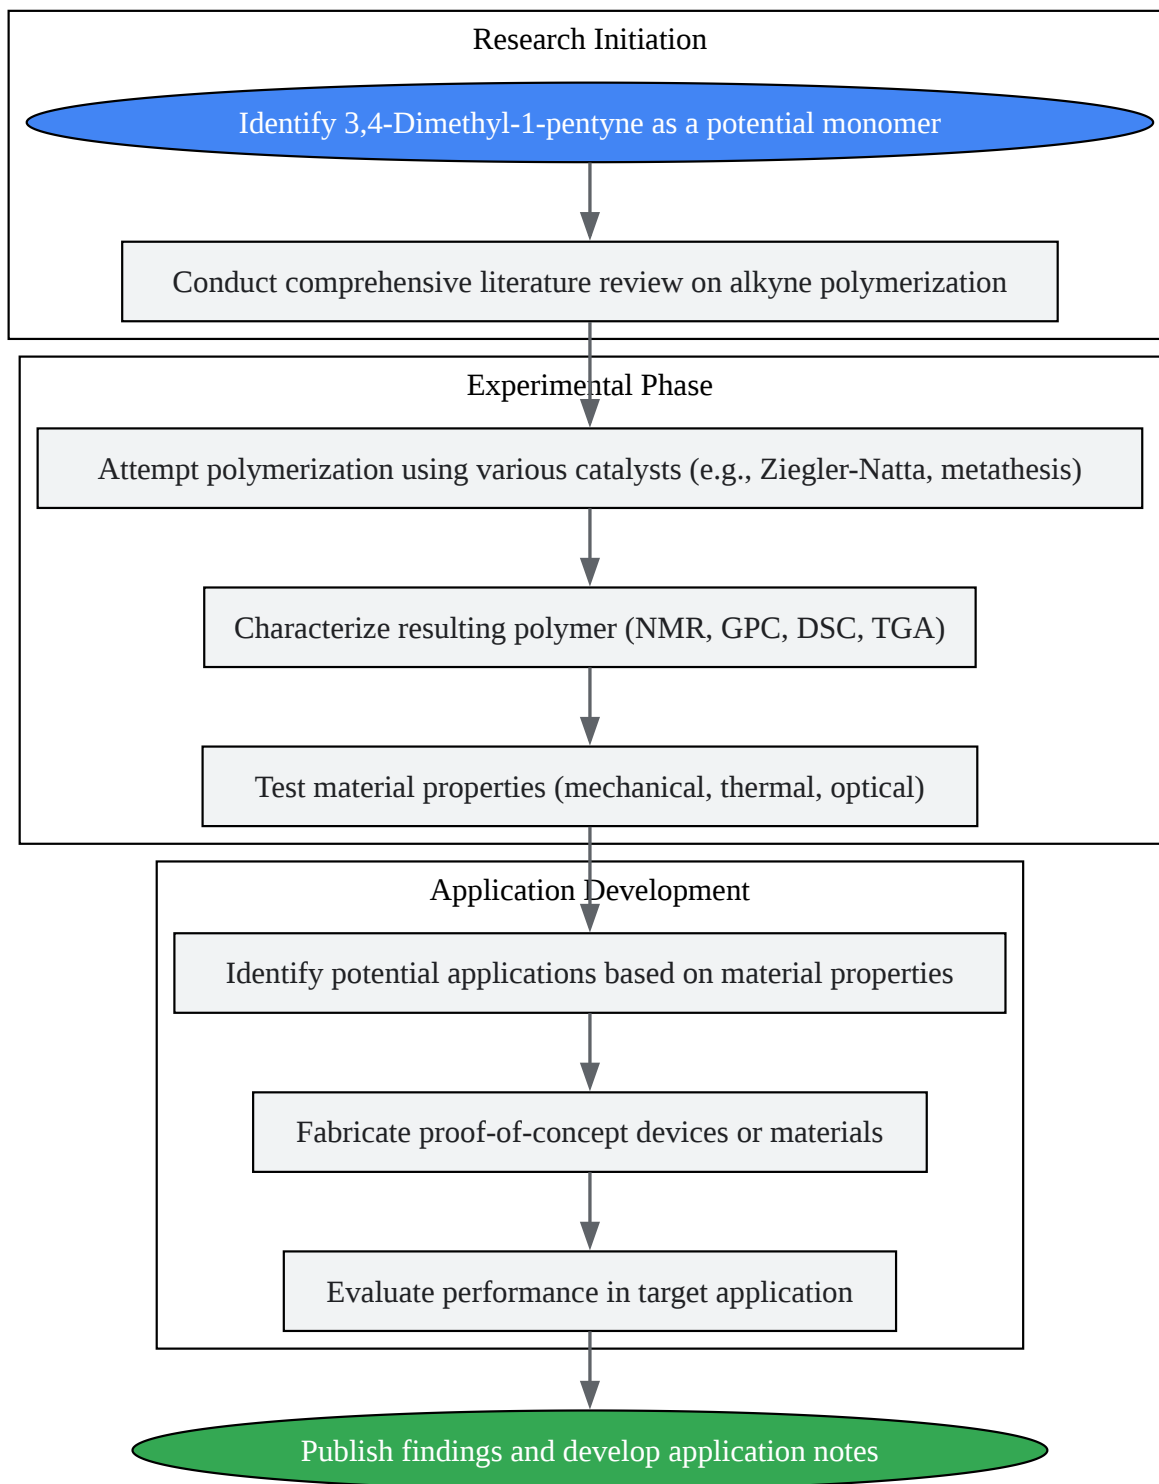 Research Initiation
Identify 3,4-Dimethyl-1-pentyne as a potential monomer
Conduct comprehensive literature review on alkyne polymerization
Experimental Phase
Attempt polymerization using various catalysts (e.g., Ziegler-Natta, metathesis)
Characterize resulting polymer (NMR, GPC, DSC, TGA)
Test material properties (mechanical, thermal, optical)
Application Development
Identify potential applications based on material properties
Fabricate proof-of-concept devices or materials
Evaluate performance in target application
Publish findings and develop application notes